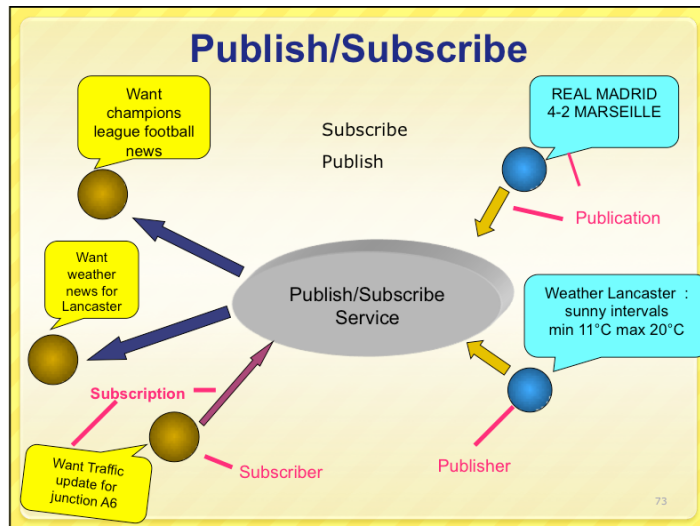 Publish/Subscribe
Want
champions
league football
news
Subscribe
Publish
REAL MADRID
4-2 MARSEILLE
Publication
Want
weather
news for
Lancaster
Publish/Subscribe
Service
Weather Lancaster :
sunny intervals
min 11°C max 20°C
Subscription
Want Traffic
update for
junction A6
Subscriber
Publisher
73